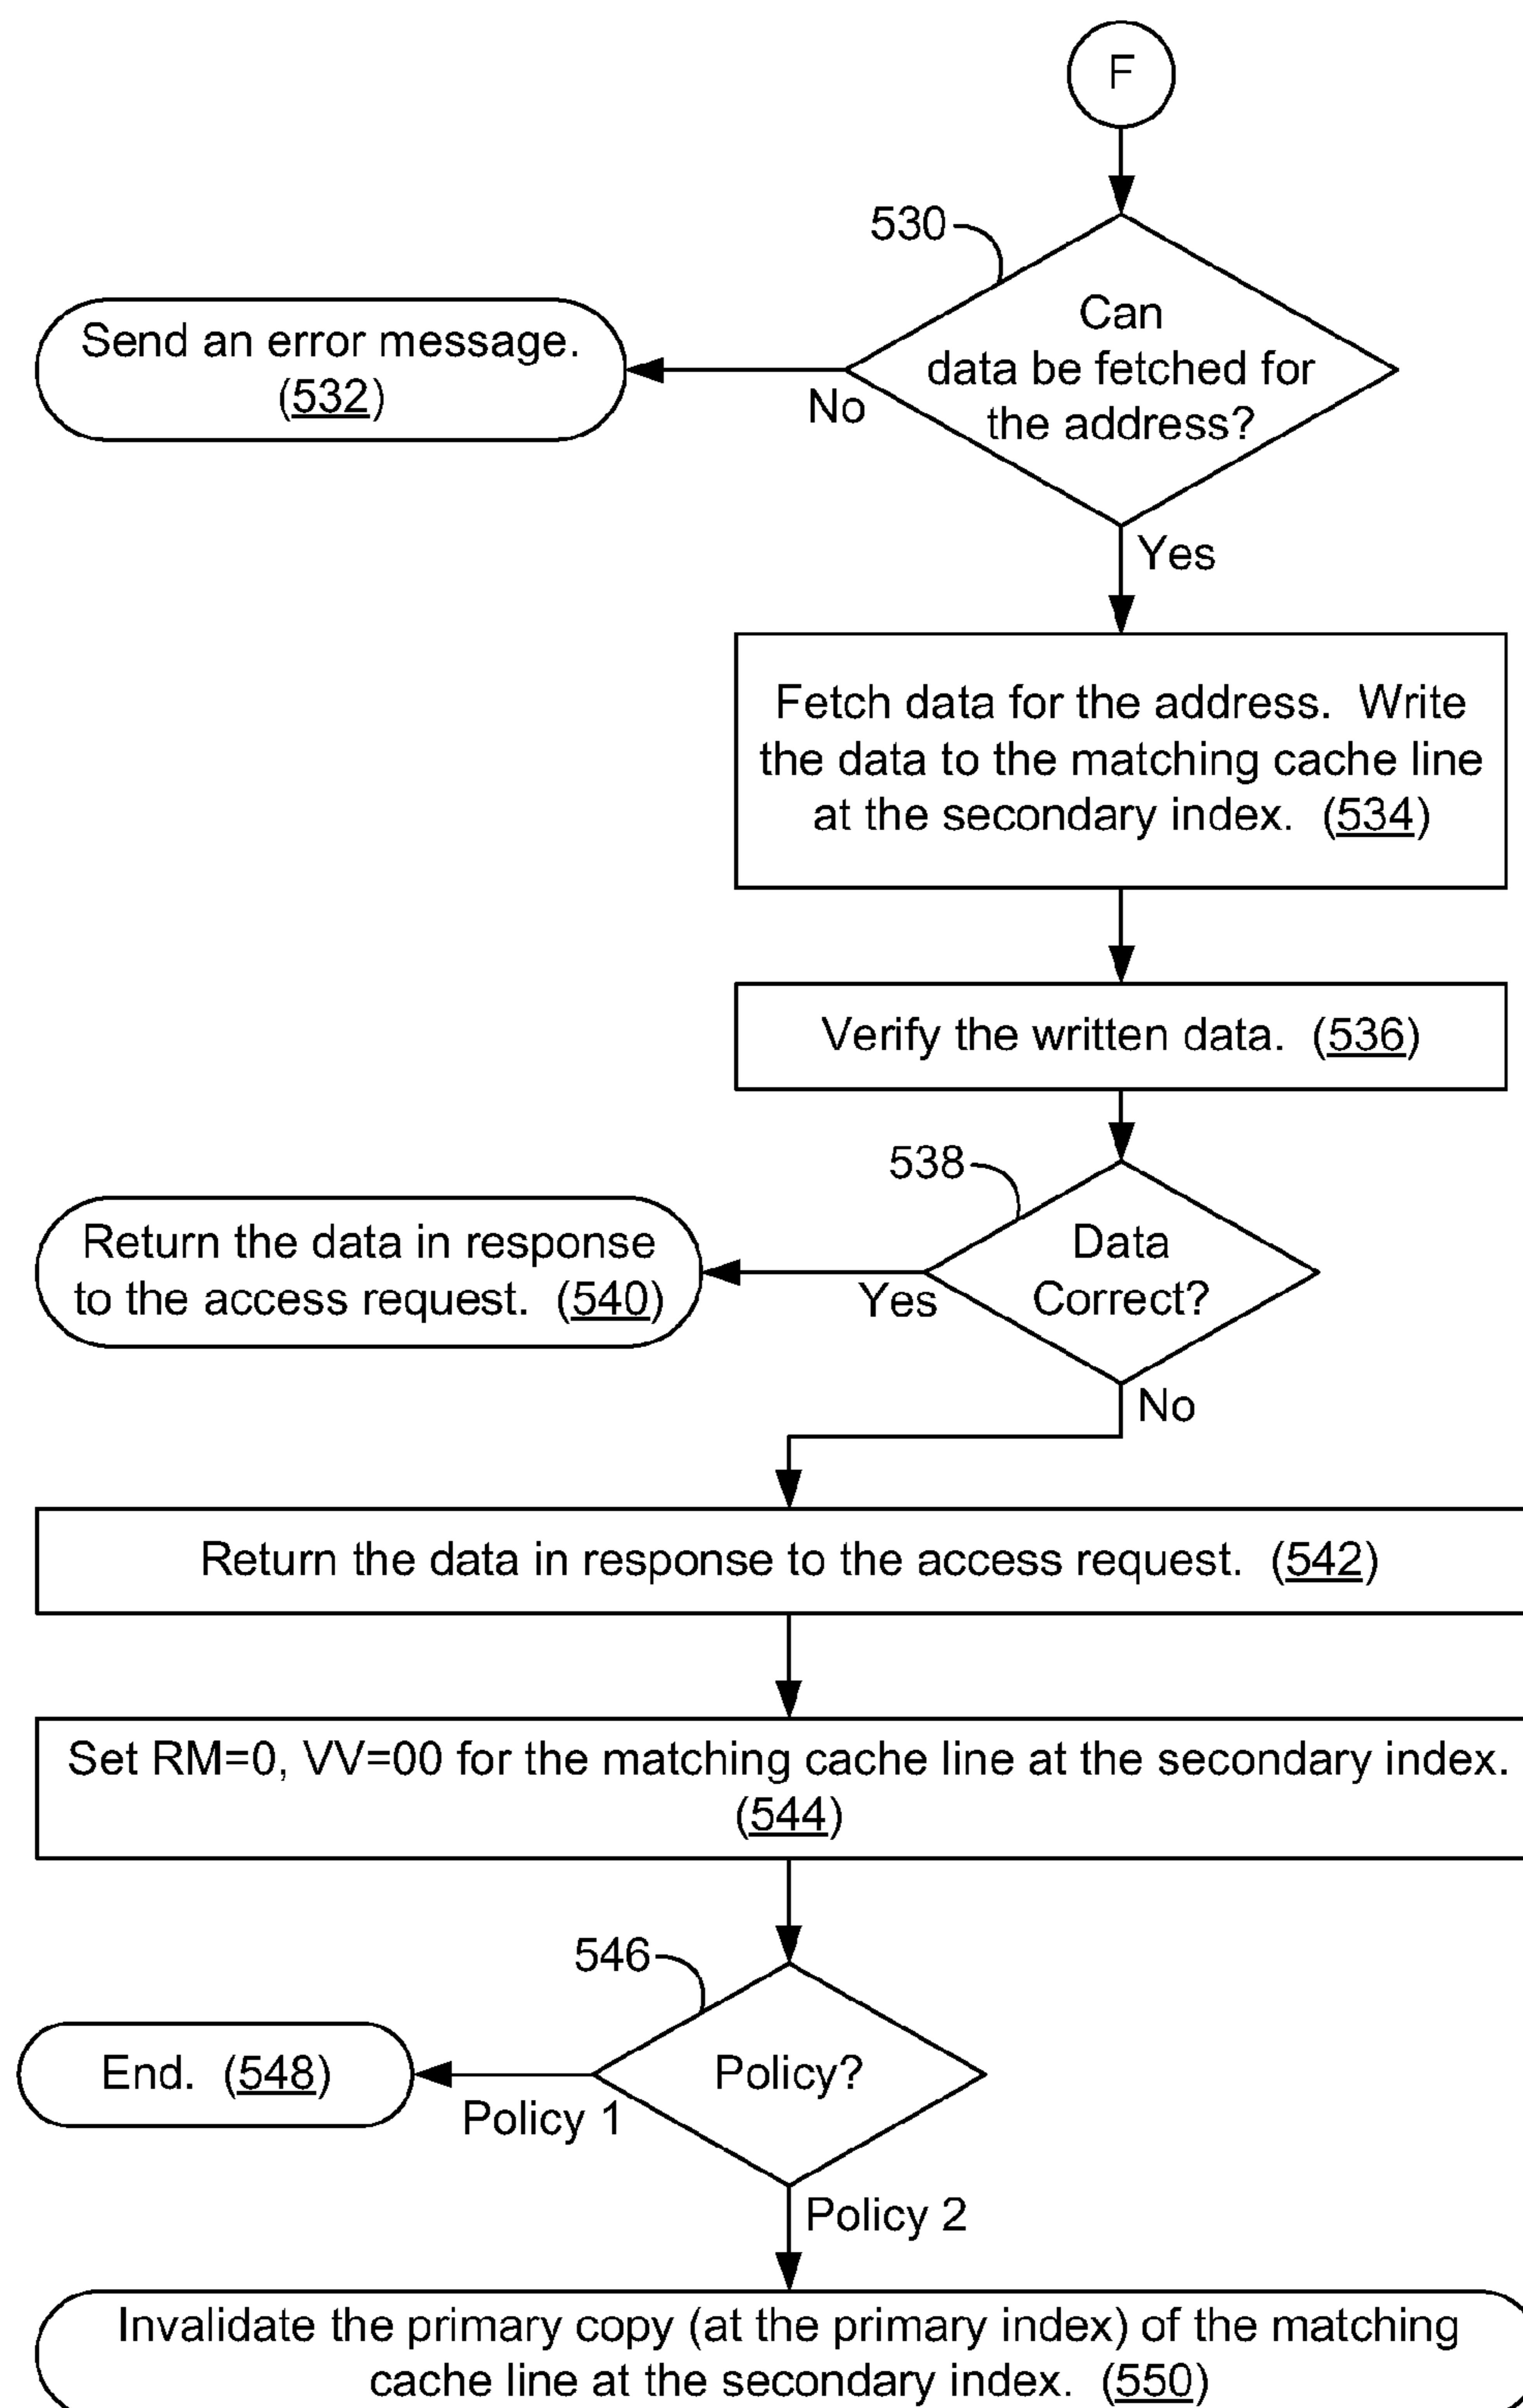 F
530
Can
data be fetched for
the address?
Send an error message.
(532)
No
Yes
Fetch data for the address.  Write
the data to the matching cache line
at the secondary index.  (534)
Verify the written data.  (536)
538
Data
Correct?
Return the data in response
to the access request.  (540)
Yes
No
Return the data in response to the access request.  (542)
Set RM=0, VV=00 for the matching cache line at the secondary index.
(544)
546
Policy?
End.  (548)
Policy 1
Policy 2
Invalidate the primary copy (at the primary index) of the matching
cache line at the secondary index.  (550)